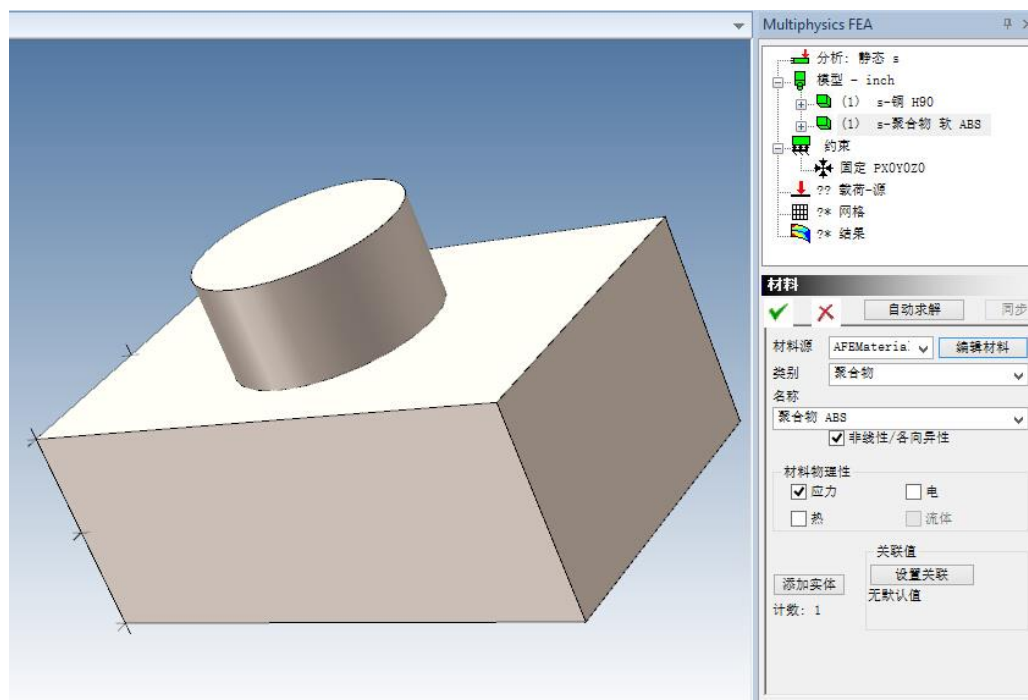 Multiphysics FEA
分析: 静态 s
模型 - inch
(1) s-钢 H90
(1) s-聚合物 软 ABS
约束
固定 PX0Y0Z0
?? 载荷-源
?* 网格
?* 结果
材料
自动求解
同步
材料源 AFEMaterial 编辑材料
类别 聚合物
名称
聚合物 ABS
非线性/各向异性
材料物理性
应力 电
热 流体
关联值
添加实体 设置关联
无默认值
计数: 1